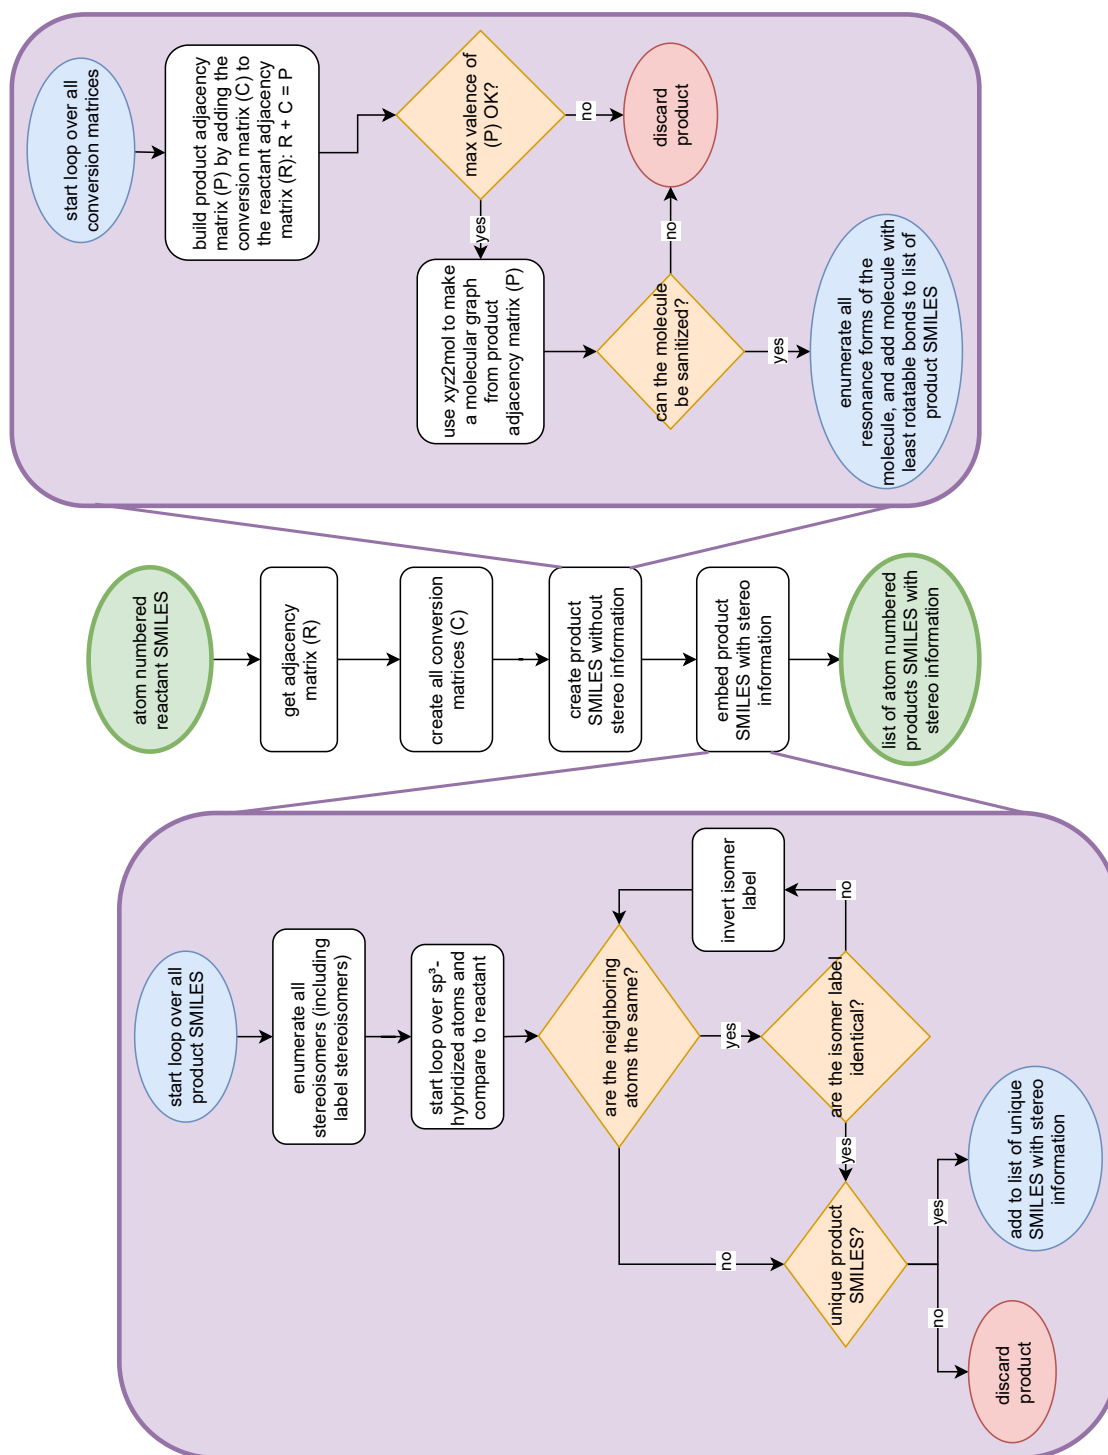 start loop over all
conversion matrices
build product adjacency
matrix (P) by adding the
conversion matrix (C) to
the reactant adjacency
matrix (R): R + C = P
max valence of
(P) OK?
no
discard
product
yes
use xyz2mol to make
a molecular graph
from product
adjacency matrix (P)
can the molecule
be sanitized?
no
yes
enumerate all
resonance forms of the
molecule, and add molecule with
least rotatable bonds to list of
product SMILES
atom numbered
reactant SMILES
get adjacency
matrix (R)
create all conversion
matrices (C)
create product
SMILES without
stereo information
embed product
SMILES with stereo
information
list of atom numbered
products SMILES with
stereo information
start loop over all
product SMILES
enumerate all
stereoisomers (including
label stereoisomers)
start loop over sp³-
hybridized atoms and
compare to reactant
are the neighboring
atoms the same?
yes
no
invert isomer
label
no
are the isomer label
identical?
yes
unique product
SMILES?
yes
no
add to list of unique
SMILES with stereo
information
discard
product